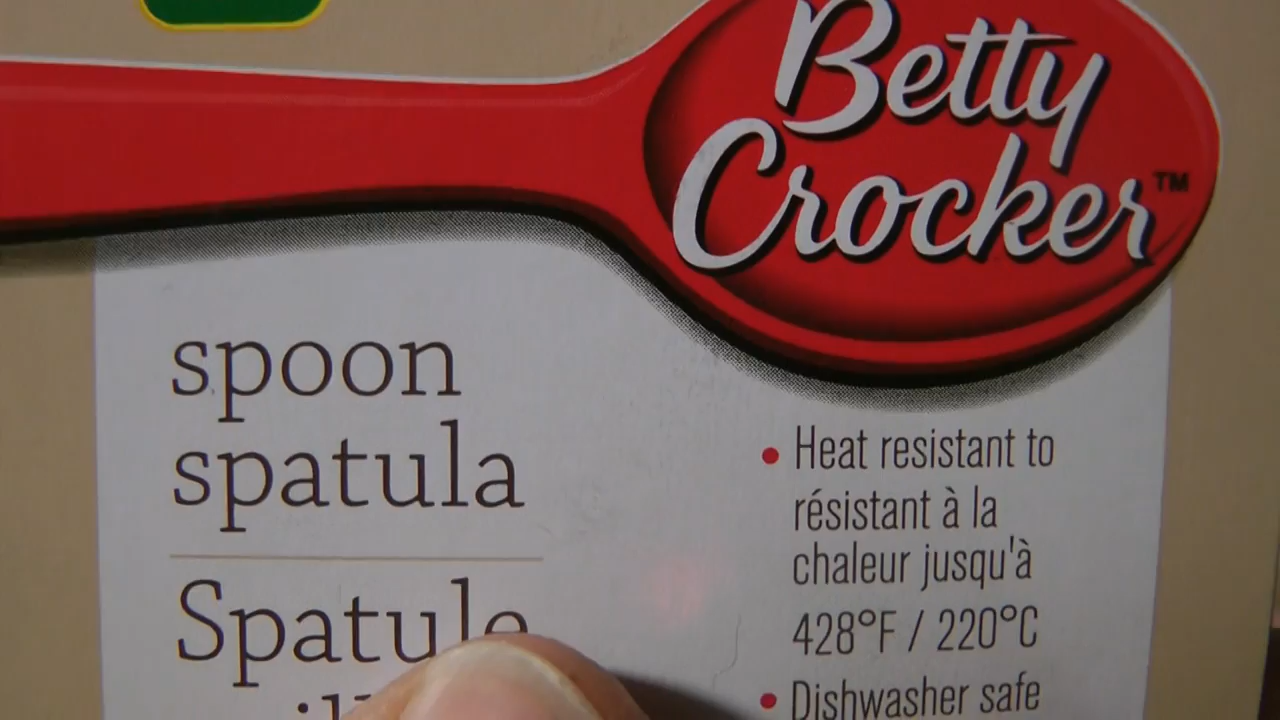 Betty
Crocker™
spoon
spatula
Spatule
• Heat resistant to
résistant à la
chaleur jusqu'à
428°F / 220°C
• Dishwasher safe